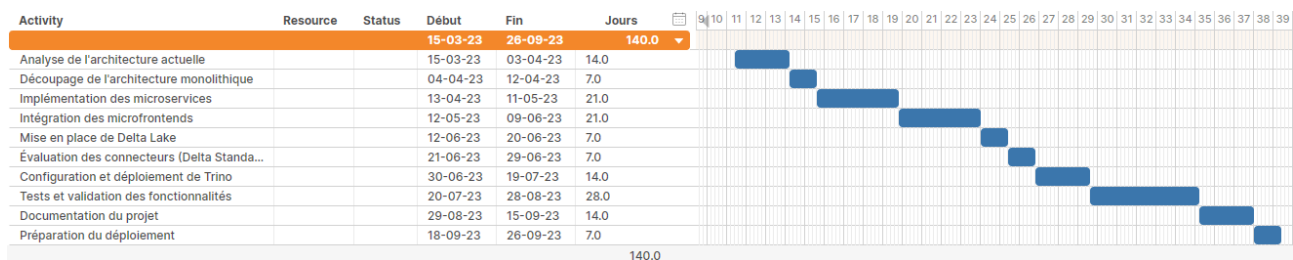 Activity Resource Status Début Fin Jours 9 10 11 12 13 14 15 16 17 18 19 20 21 22 23 24 25 26 27 28 29 30 31 32 33 34 35 36 37 38 39
15-03-23 26-09-23 140.0
Analyse de l'architecture actuelle 15-03-23 03-04-23 14.0
Découpage de l'architecture monolithique 04-04-23 12-04-23 7.0
Implémentation des microservices 13-04-23 11-05-23 21.0
Intégration des microfrontends 12-05-23 09-06-23 21.0
Mise en place de Delta Lake 12-06-23 20-06-23 7.0
Évaluation des connecteurs (Delta Standa... 21-06-23 29-06-23 7.0
Configuration et déploiement de Trino 30-06-23 19-07-23 14.0
Tests et validation des fonctionnalités 20-07-23 28-08-23 28.0
Documentation du projet 29-08-23 15-09-23 14.0
Préparation du déploiement 18-09-23 26-09-23 7.0
140.0